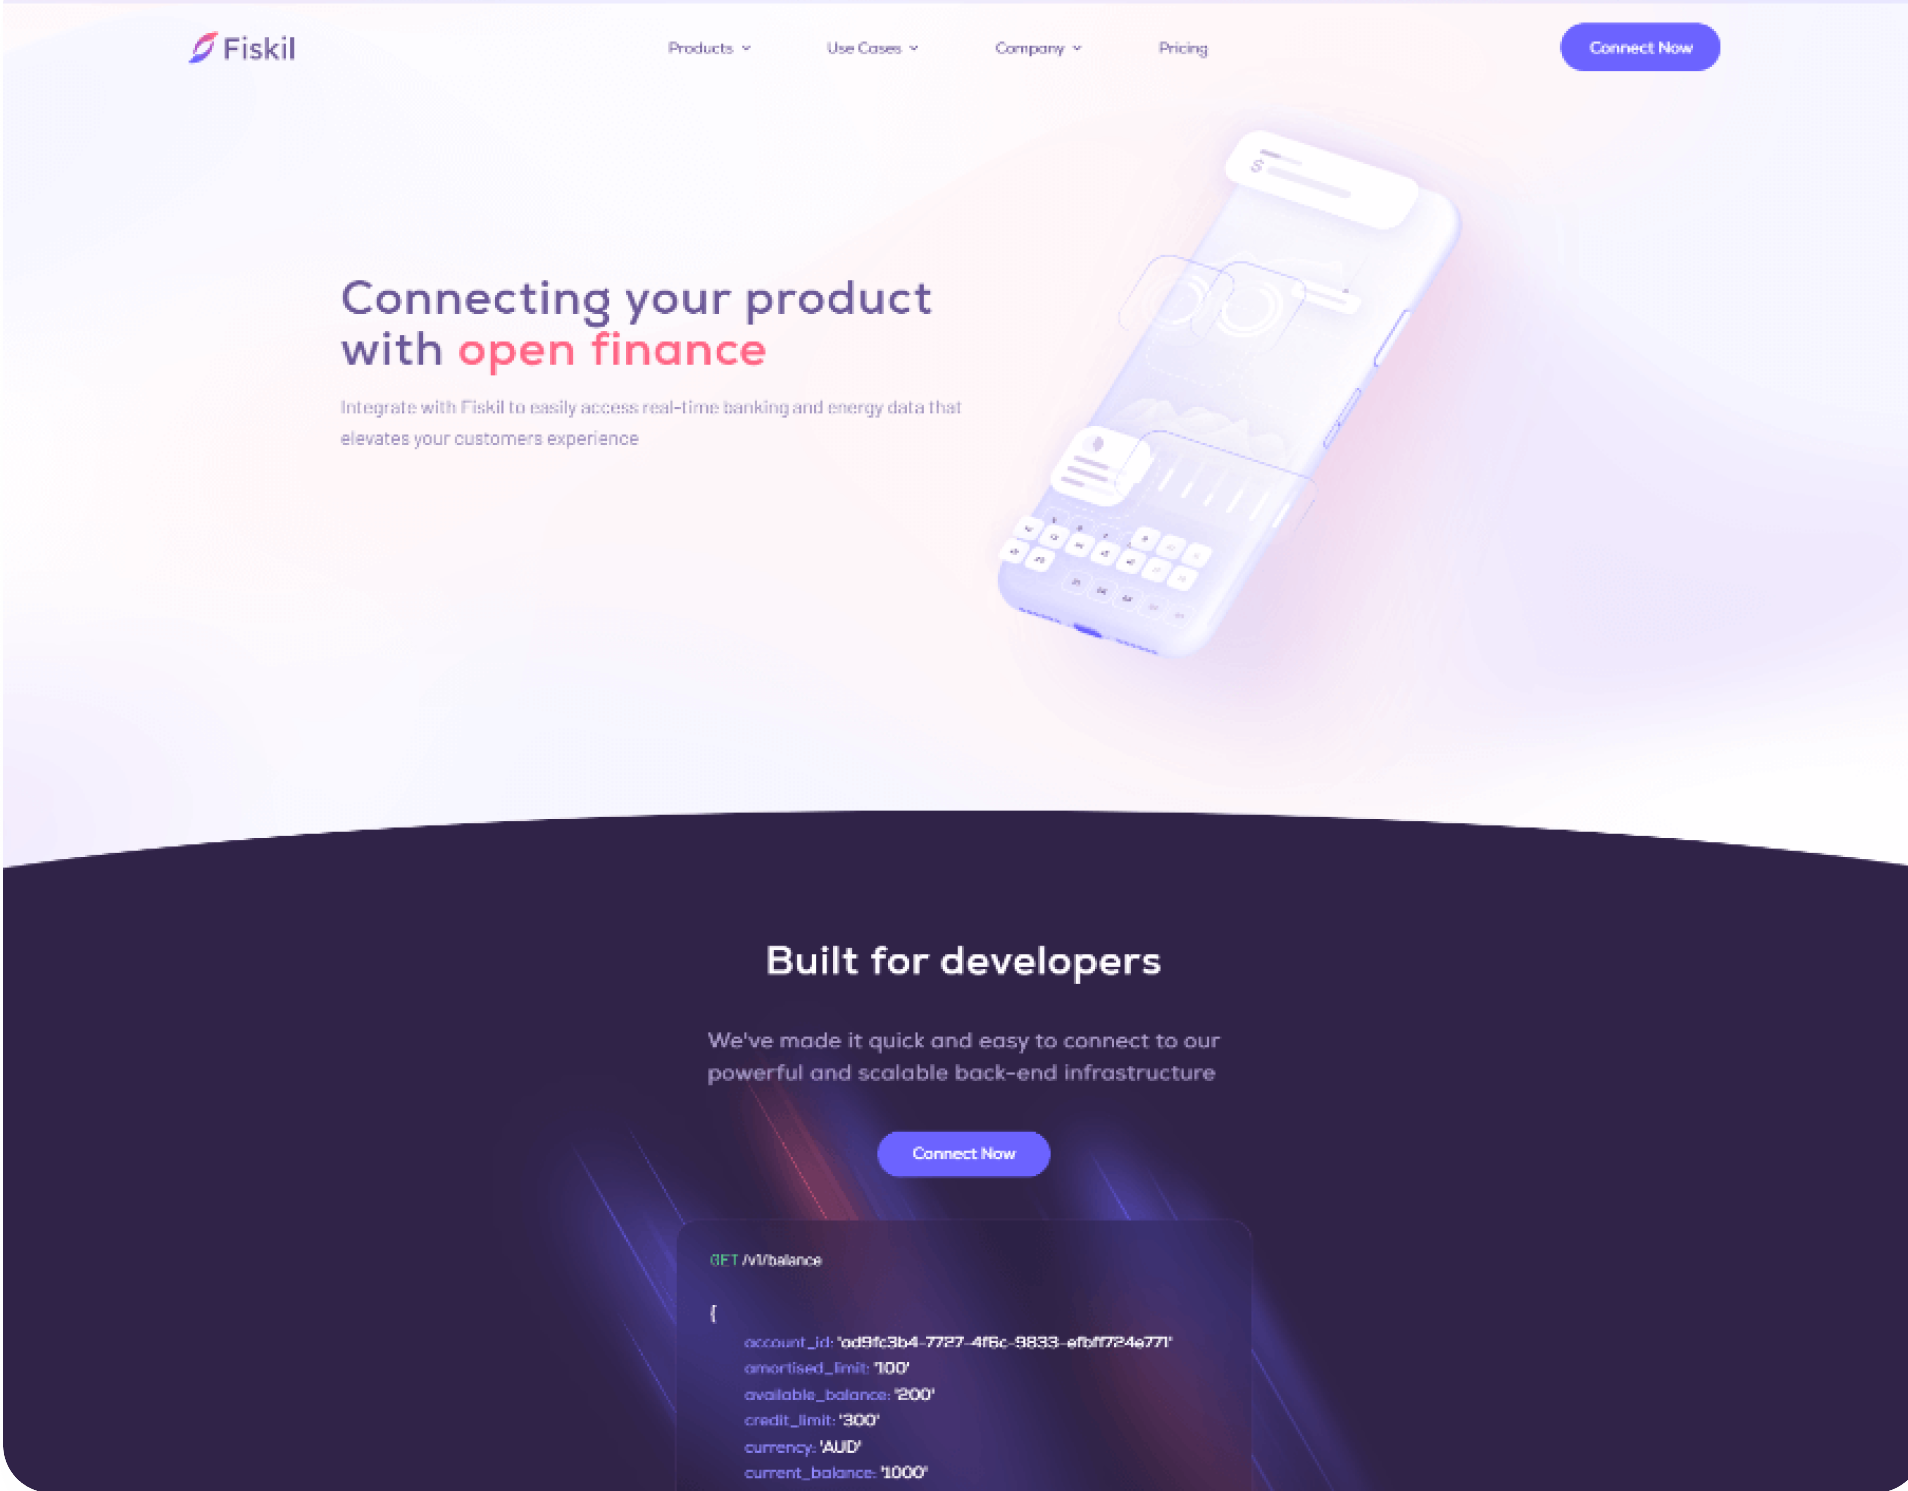 Fiskil
Products
Use Cases
Company
Pricing
Connect Now
$
Connecting your product
with open finance
Integrate with Fiskil to easily access real-time banking and energy data that
elevates your customers experience
Built for developers
We've made it quick and easy to connect to our
powerful and scalable back-end infrastructure
Connect Now
GET /v1/balance
{
account_id: 'ad9fc3b4-7727-4f6c-9833-efbff724e771'
amortised_limit: '100'
available_balance: '200'
credit_limit: '300'
currency: 'AUD'
current_balance: '1000'